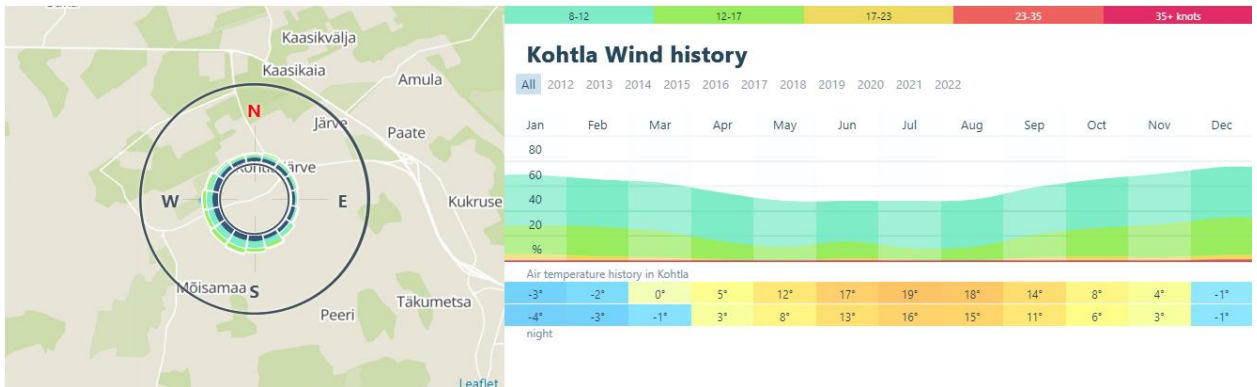 Kaasikvälja
Kaasikaia
Amula
N
Järve
Paate
Järve
W
E
Kukruse
Mõisamaa
S
Peeri
Täkumetsa
Leaflet
8-12 12-17 17-23 23-35 35+ knots
Kohtla Wind history
All 2012 2013 2014 2015 2016 2017 2018 2019 2020 2021 2022
Jan Feb Mar Apr May Jun Jul Aug Sep Oct Nov Dec
80
60
40
20
%
Air temperature history in Kohtla
-3° -2° 0° 5° 12° 17° 19° 18° 14° 8° 4° -1°
-4° -3° -1° 3° 8° 13° 16° 15° 11° 6° 3° -1°
night